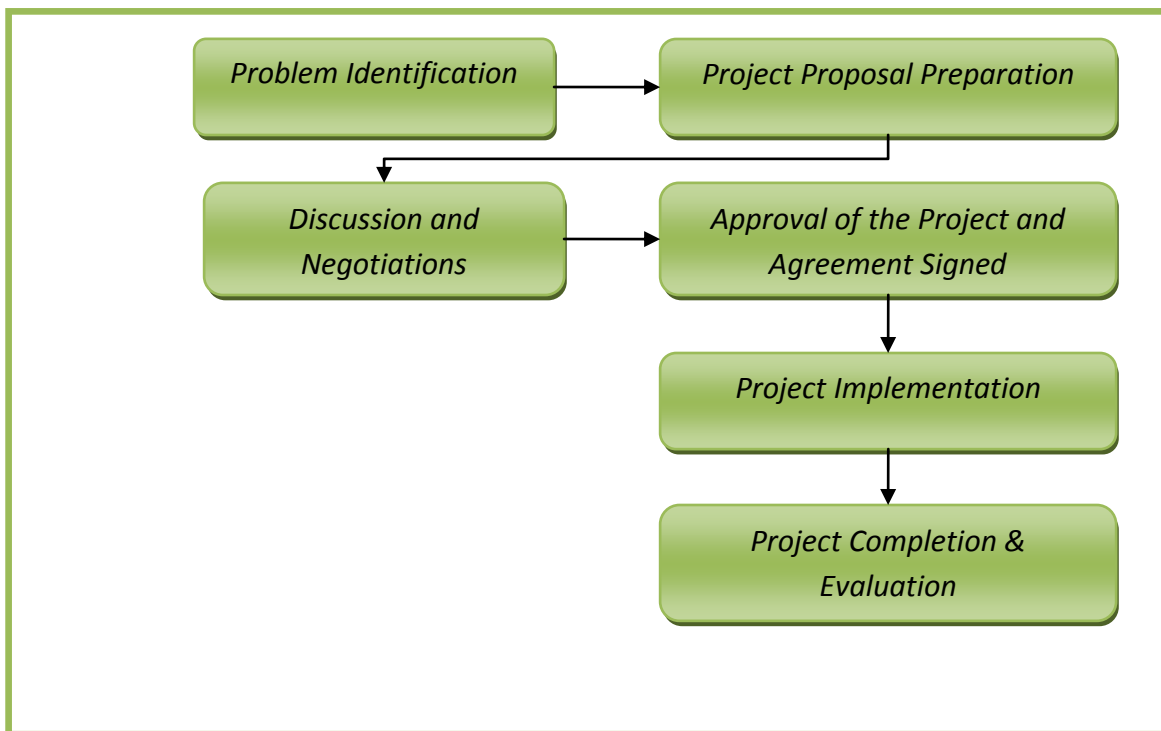 Problem Identification
Project Proposal Preparation
Discussion and
Negotiations
Approval of the Project and
Agreement Signed
Project Implementation
Project Completion &
Evaluation